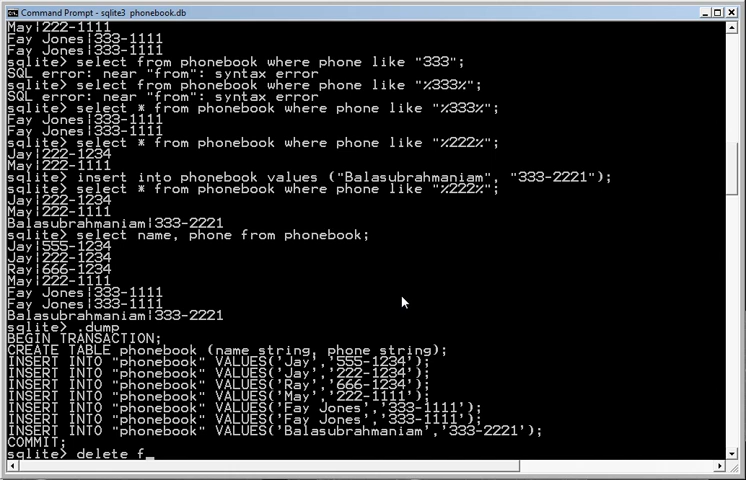 Command Prompt - sqlite3 phonebook.db
May|222-1111
Fay Jones|333-1111
Fay Jones|333-1111
sqlite> select from phonebook where phone like "333";
SQL error: near "from": syntax error
sqlite> select from phonebook where phone like "%333%";
SQL error: near "from": syntax error
sqlite> select * from phonebook where phone like "%333%";
Fay Jones|333-1111
Fay Jones|333-1111
sqlite> select * from phonebook where phone like "%222%";
Jay|222-1234
May|222-1111
sqlite> insert into phonebook values ("Balasubrahmaniam", "333-2221");
sqlite> select * from phonebook where phone like "%222%";
Jay|222-1234
May|222-1111
Balasubrahmaniam|333-2221
sqlite> select name, phone from phonebook;
Jay|555-1234
Jay|222-1234
Ray|666-1234
May|222-1111
Fay Jones|333-1111
Fay Jones|333-1111
Balasubrahmaniam|333-2221
sqlite> .dump
BEGIN TRANSACTION;
CREATE TABLE phonebook (name string, phone string);
INSERT INTO "phonebook" VALUES('Jay','555-1234');
INSERT INTO "phonebook" VALUES('Jay','222-1234');
INSERT INTO "phonebook" VALUES('Ray','666-1234');
INSERT INTO "phonebook" VALUES('May','222-1111');
INSERT INTO "phonebook" VALUES('Fay Jones','333-1111');
INSERT INTO "phonebook" VALUES('Fay Jones','333-1111');
INSERT INTO "phonebook" VALUES('Balasubrahmaniam','333-2221');
COMMIT;
sqlite> delete f_